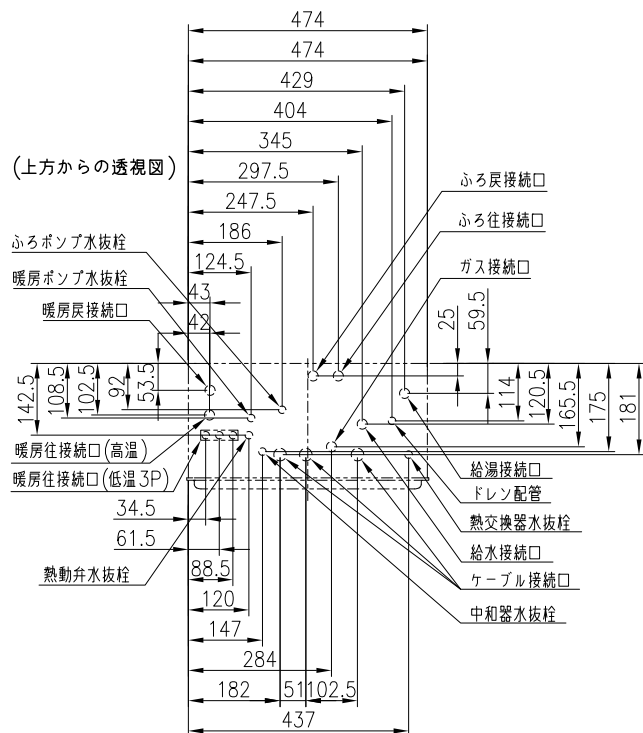 474
474
429
404
345
(上方からの透視図)
297.5
ふろ戻接続口
247.5
ふろ往接続口
186
ふろポンプ水抜栓
124.5
ガス接続口
暖房ポンプ水抜栓
43
暖房戻接続口
42
25
59.5
142.5
108.5
102.5
92
53.5
114
120.5
165.5
175
181
暖房往接続口(高温)
給湯接続口
暖房往接続口(低温3P)
ドレン配管
34.5
熱交換器水抜栓
61.5
給水接続口
熱動弁水抜栓
88.5
ケーブル接続口
120
中和器水抜栓
147
284
182
51
102.5
437